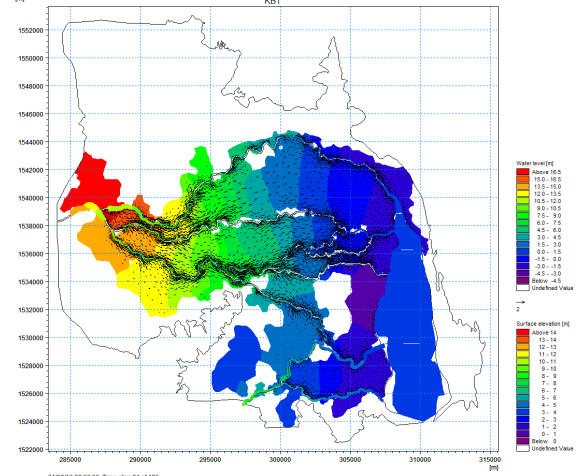 KBT
[m]
1552000
1550000
1548000
1546000
1544000
1542000
1540000
1538000
1536000
1534000
1532000
1530000
1528000
1526000
1524000
1522000
285000 290000 295000 300000 305000 310000 315000
[m]
Water level [m]
Above 16.5
15.0 - 16.5
13.5 - 15.0
12.0 - 13.5
10.5 - 12.0
9.0 - 10.5
7.5 - 9.0
6.0 - 7.5
4.5 - 6.0
3.0 - 4.5
1.5 - 3.0
0.0 - 1.5
-1.5 - 0.0
-3.0 - -1.5
-4.5 - -3.0
Below -4.5
Undefined Value
2
Surface elevation [m]
Above 14
13 - 14
12 - 13
11 - 12
10 - 11
9 - 10
8 - 9
7 - 8
6 - 7
5 - 6
4 - 5
3 - 4
2 - 3
1 - 2
0 - 1
Below 0
Undefined Value